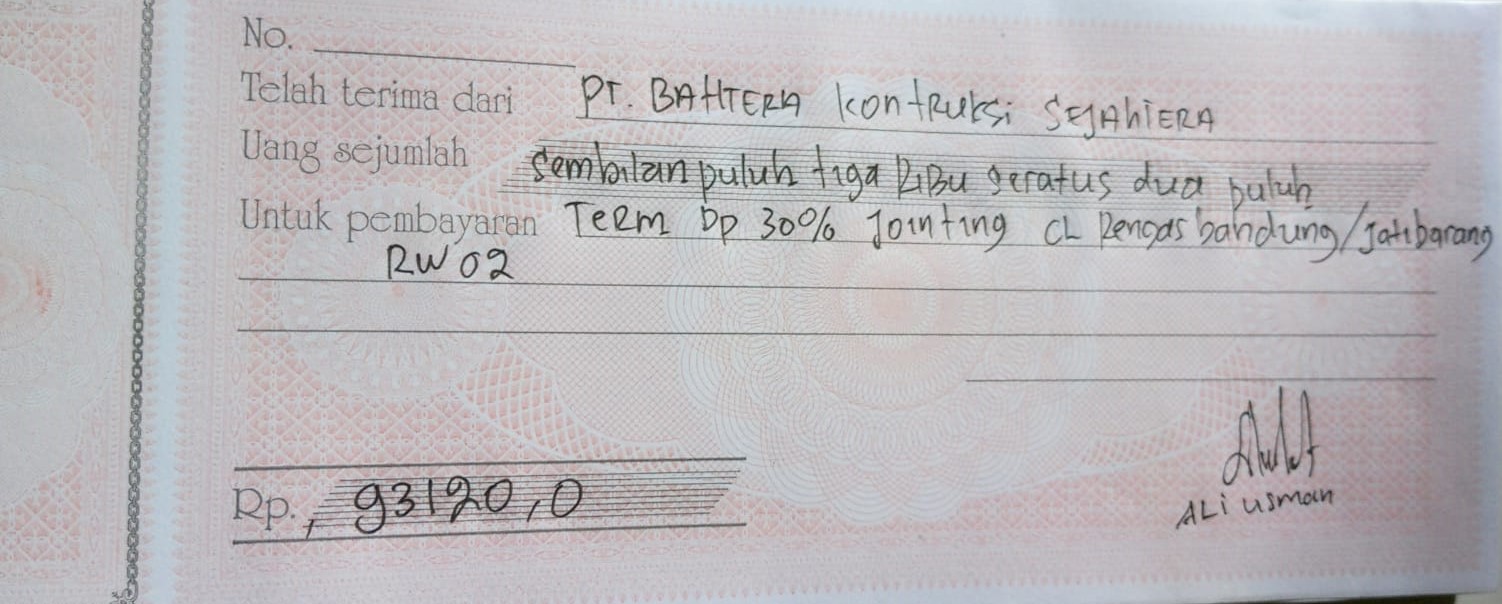 No.
Telah terima dari PT. BAHTERA KontRuksi SEJAhTERA
Uang sejumlah Sembilan puluh tiga RiBu seratus dua puluh
Untuk pembayaran TeRm DP 30% Jointing CL Rengas bandung/jatibarang
RW 02
Rp., 93120,0
ALi usman